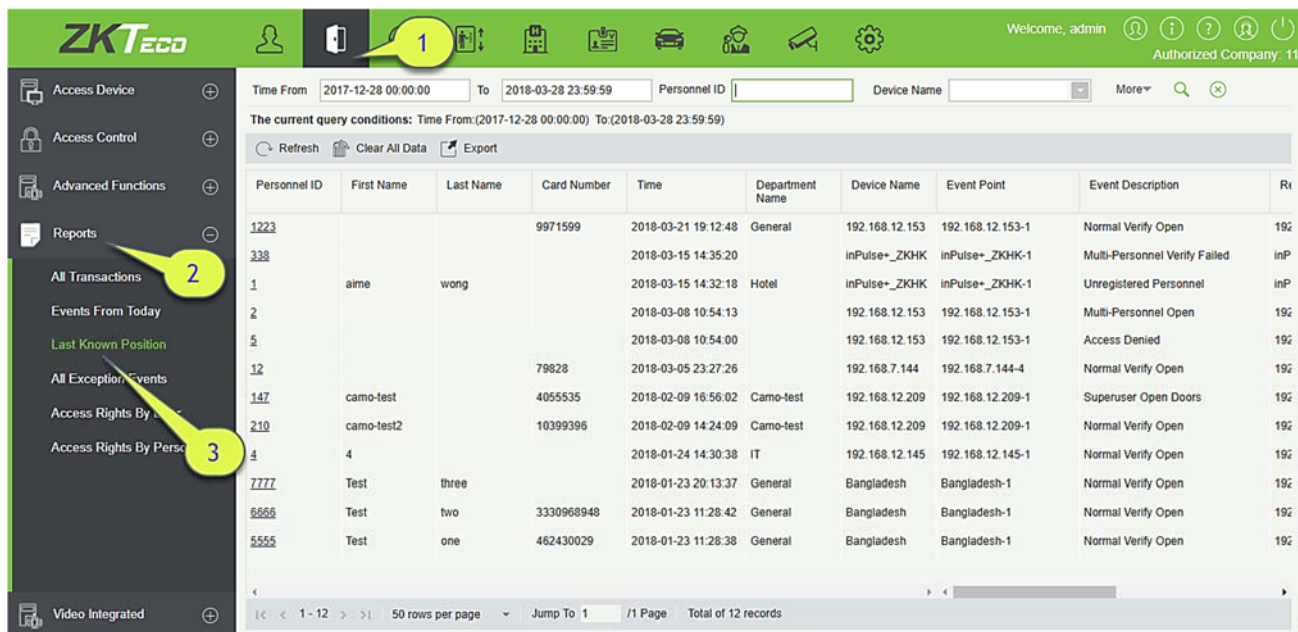 ZKTECO
1
Welcome, admin
Authorized Company: 11
Access Device
Access Control
Advanced Functions
Reports
2
All Transactions
Events From Today
Last Known Position
All Exception Events
Access Rights By
Access Rights By
3
Video Integrated
Time From 2017-12-28 00:00:00 To 2018-03-28 23:59:59 Personnel ID Device Name More
The current query conditions: Time From:(2017-12-28 00:00:00) To:(2018-03-28 23:59:59)
Refresh Clear All Data Export
Personnel ID First Name Last Name Card Number Time Department Name Device Name Event Point Event Description Re
1223 9971599 2018-03-21 19:12:48 General 192.168.12.153 192.168.12.153-1 Normal Verify Open 192
338 2018-03-15 14:35:20 inPulse+_ZKHK inPulse+_ZKHK-1 Multi-Personnel Verify Failed inP
1 aime wong 2018-03-15 14:32:18 Hotel inPulse+_ZKHK inPulse+_ZKHK-1 Unregistered Personnel inP
2 2018-03-08 10:54:13 192.168.12.153 192.168.12.153-1 Multi-Personnel Open 192
5 2018-03-08 10:54:00 192.168.12.153 192.168.12.153-1 Access Denied 192
12 79828 2018-03-05 23:27:26 192.168.7.144 192.168.7.144-4 Normal Verify Open 192
147 camo-test 4055535 2018-02-09 16:56:02 Camo-test 192.168.12.209 192.168.12.209-1 Superuser Open Doors 192
210 camo-test2 10399396 2018-02-09 14:24:09 Camo-test 192.168.12.209 192.168.12.209-1 Normal Verify Open 192
4 4 2018-01-24 14:30:38 IT 192.168.12.145 192.168.12.145-1 Normal Verify Open 192
7777 Test three 2018-01-23 20:13:37 General Bangladesh Bangladesh-1 Normal Verify Open 192
6666 Test two 3330968948 2018-01-23 11:28:42 General Bangladesh Bangladesh-1 Normal Verify Open 192
5555 Test one 462430029 2018-01-23 11:28:38 General Bangladesh Bangladesh-1 Normal Verify Open 192
1 - 12 50 rows per page Jump To 1 /1 Page Total of 12 records